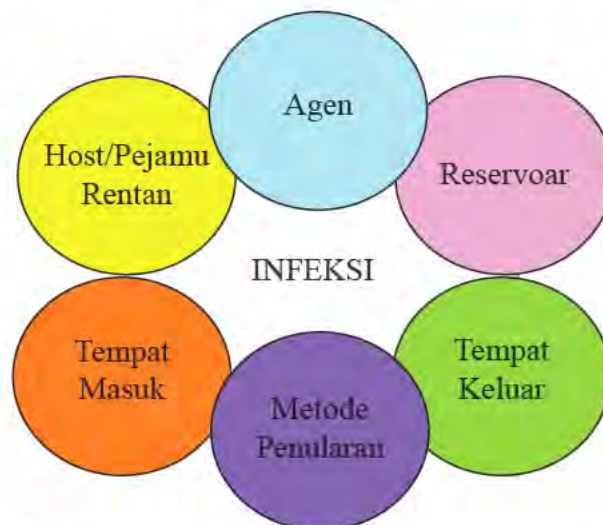 Agen
Host/Pejamu
Rentan
Reservoar
INFEKSI
Tempat
Masuk
Tempat
Keluar
Metode
Penularan